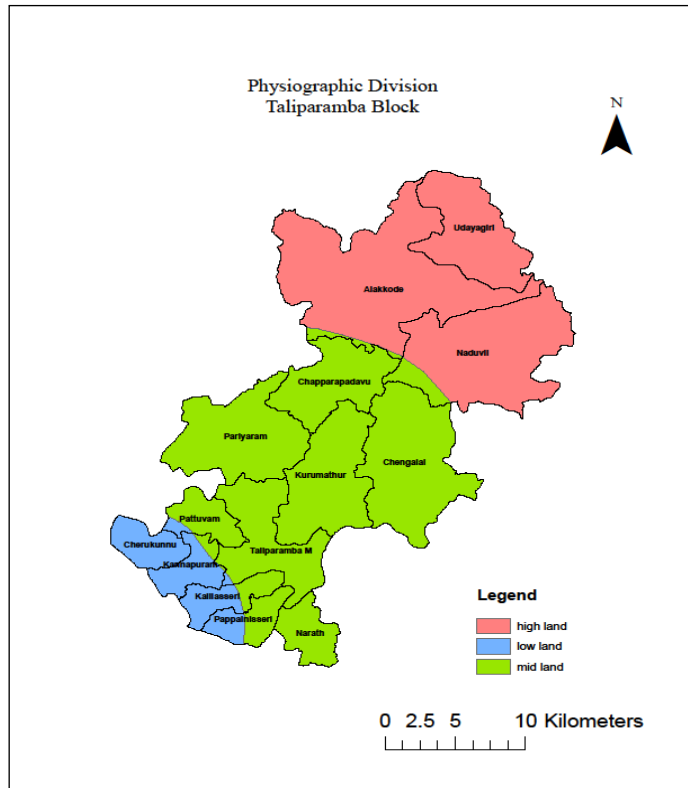 Physiographic Division
Taliparamba Block
N
Udayagiri
Alakkode
Naduvil
Chapparapadavu
Pariyaram
Chengalai
Kurumathur
Pattuvam
Cherukunnu
Taliparamba M
Kannapuram
Kalliasseri
Pappainisseri
Narath
Legend
high land
low land
mid land
0 2.5 5 10 Kilometers